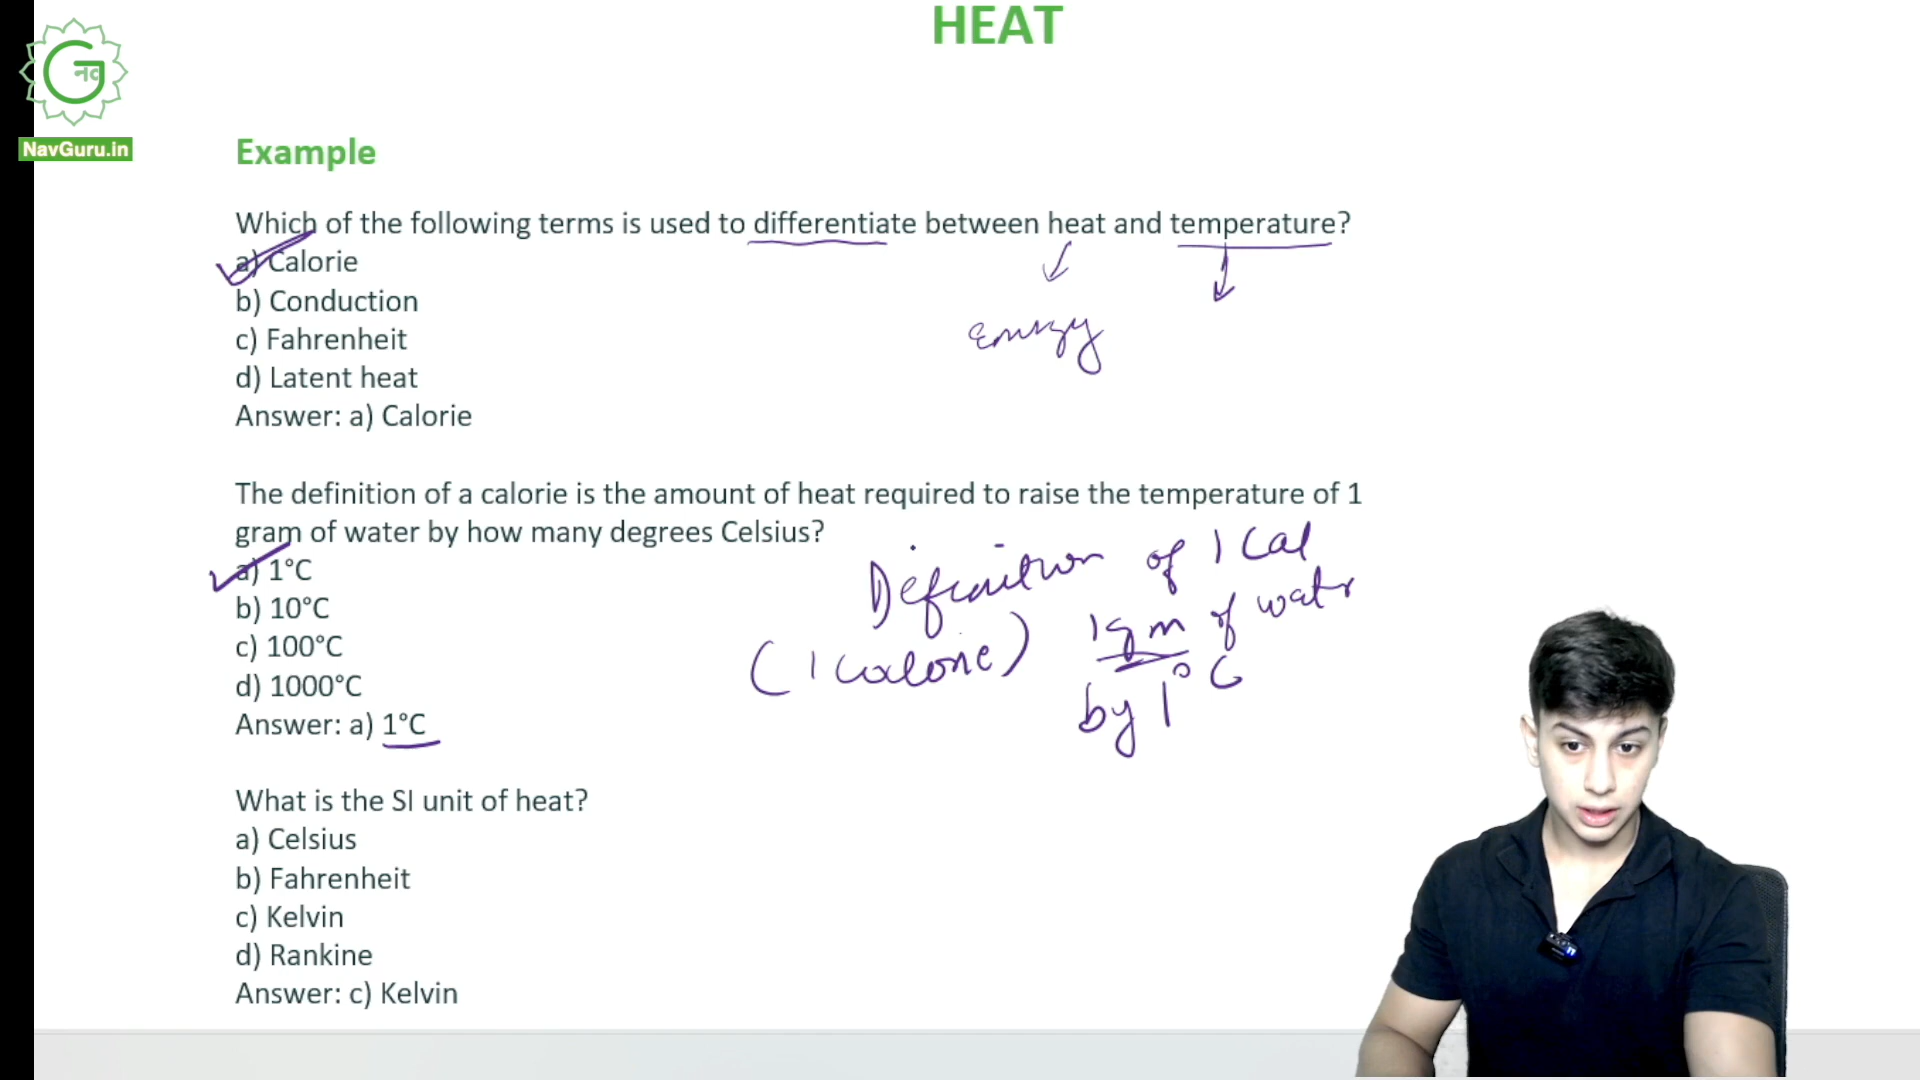 HEAT
नव
NavGuru.in
Example
Which of the following terms is used to differentiate between heat and temperature?
a) Calorie
b) Conduction
c) Fahrenheit
d) Latent heat
Answer: a) Calorie
Energy
The definition of a calorie is the amount of heat required to raise the temperature of 1
gram of water by how many degrees Celsius?
a) 1°C
b) 10°C
c) 100°C
d) 1000°C
Answer: a) 1°C
Definition of 1 Cal
(1 Calorie) 1gm of water
by 1°C
What is the SI unit of heat?
a) Celsius
b) Fahrenheit
c) Kelvin
d) Rankine
Answer: c) Kelvin